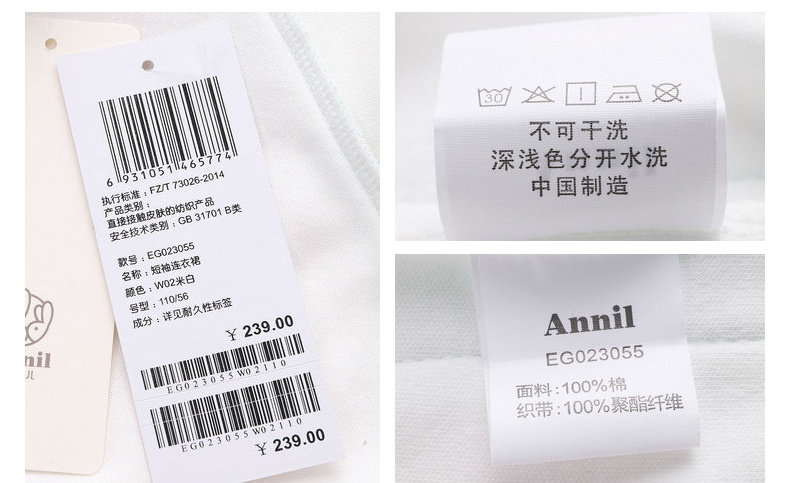 6 931051 465774
执行标准：FZ/T 73026-2014
产品类别：
直接接触皮肤的纺织产品
安全技术类别：GB 31701 B类
款号：EG023055
名称：短袖连衣裙
颜色：W02米白
号型：110/56
成分：详见耐久性标签
￥ 239.00
EG023055W02110
EG023055W02110
￥ 239.00
30
不可干洗
深浅色分开水洗
中国制造
Annil
EG023055
面料：100%棉
织带：100%聚酯纤维